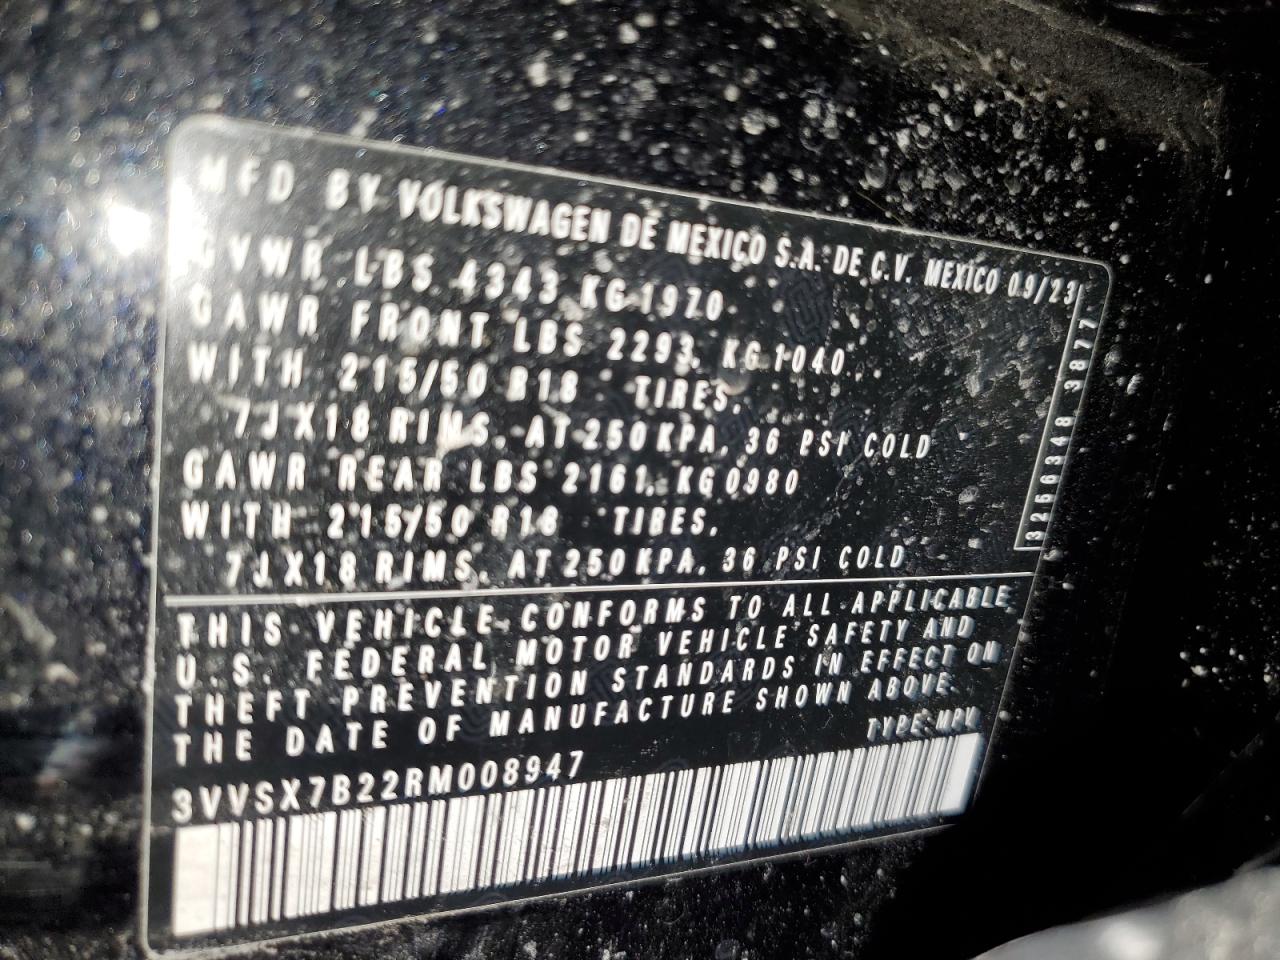 MFD BY VOLKSWAGEN DE MEXICO S.A. DE C.V. MEXICO 09/23
GVWR LBS 4343 KG 1970
GAWR FRONT LBS 2293, KG 1040
WITH 215/50 R18 TIRES,
7JX18 RIMS, AT 250 KPA, 36 PSI COLD
GAWR REAR LBS 2161, KG 0980
WITH 215/50 R18 TIRES,
7JX18 RIMS, AT 250 KPA, 36 PSI COLD
3266348 3877
THIS VEHICLE CONFORMS TO ALL APPLICABLE
U.S. FEDERAL MOTOR VEHICLE SAFETY AND
THEFT PREVENTION STANDARDS IN EFFECT ON
THE DATE OF MANUFACTURE SHOWN ABOVE.
TYPE: MPV
3VVSX7B22RM008947